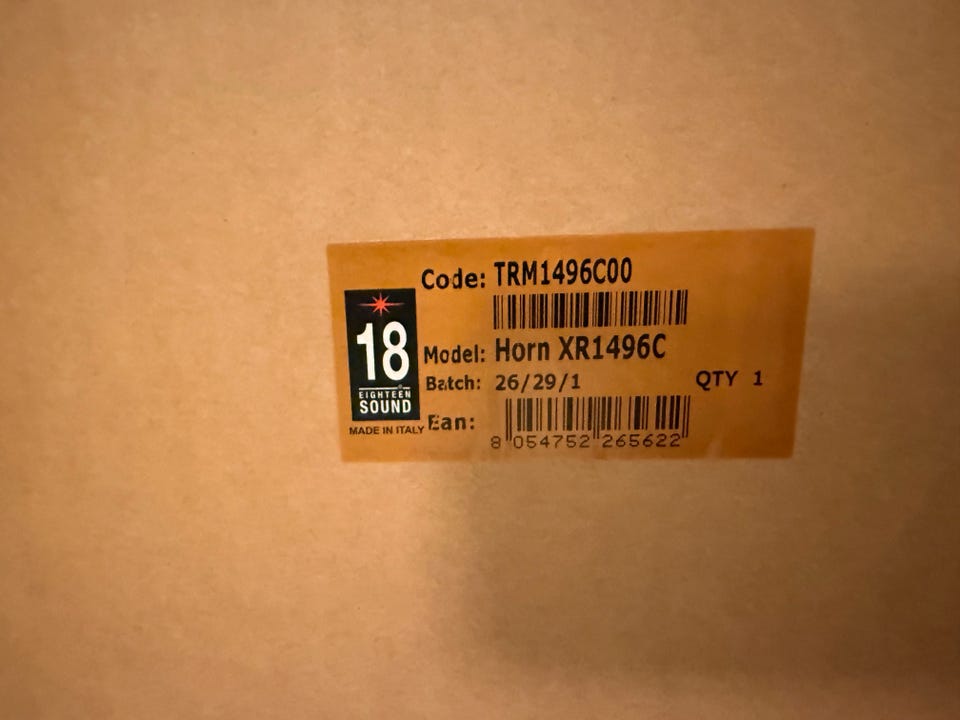 Code: TRM1496C00
18
Model: Horn XR1496C
Batch: 26/29/1 QTY 1
EIGHTEEN
SOUND
MADE IN ITALY
Ean:
8 054752 265622